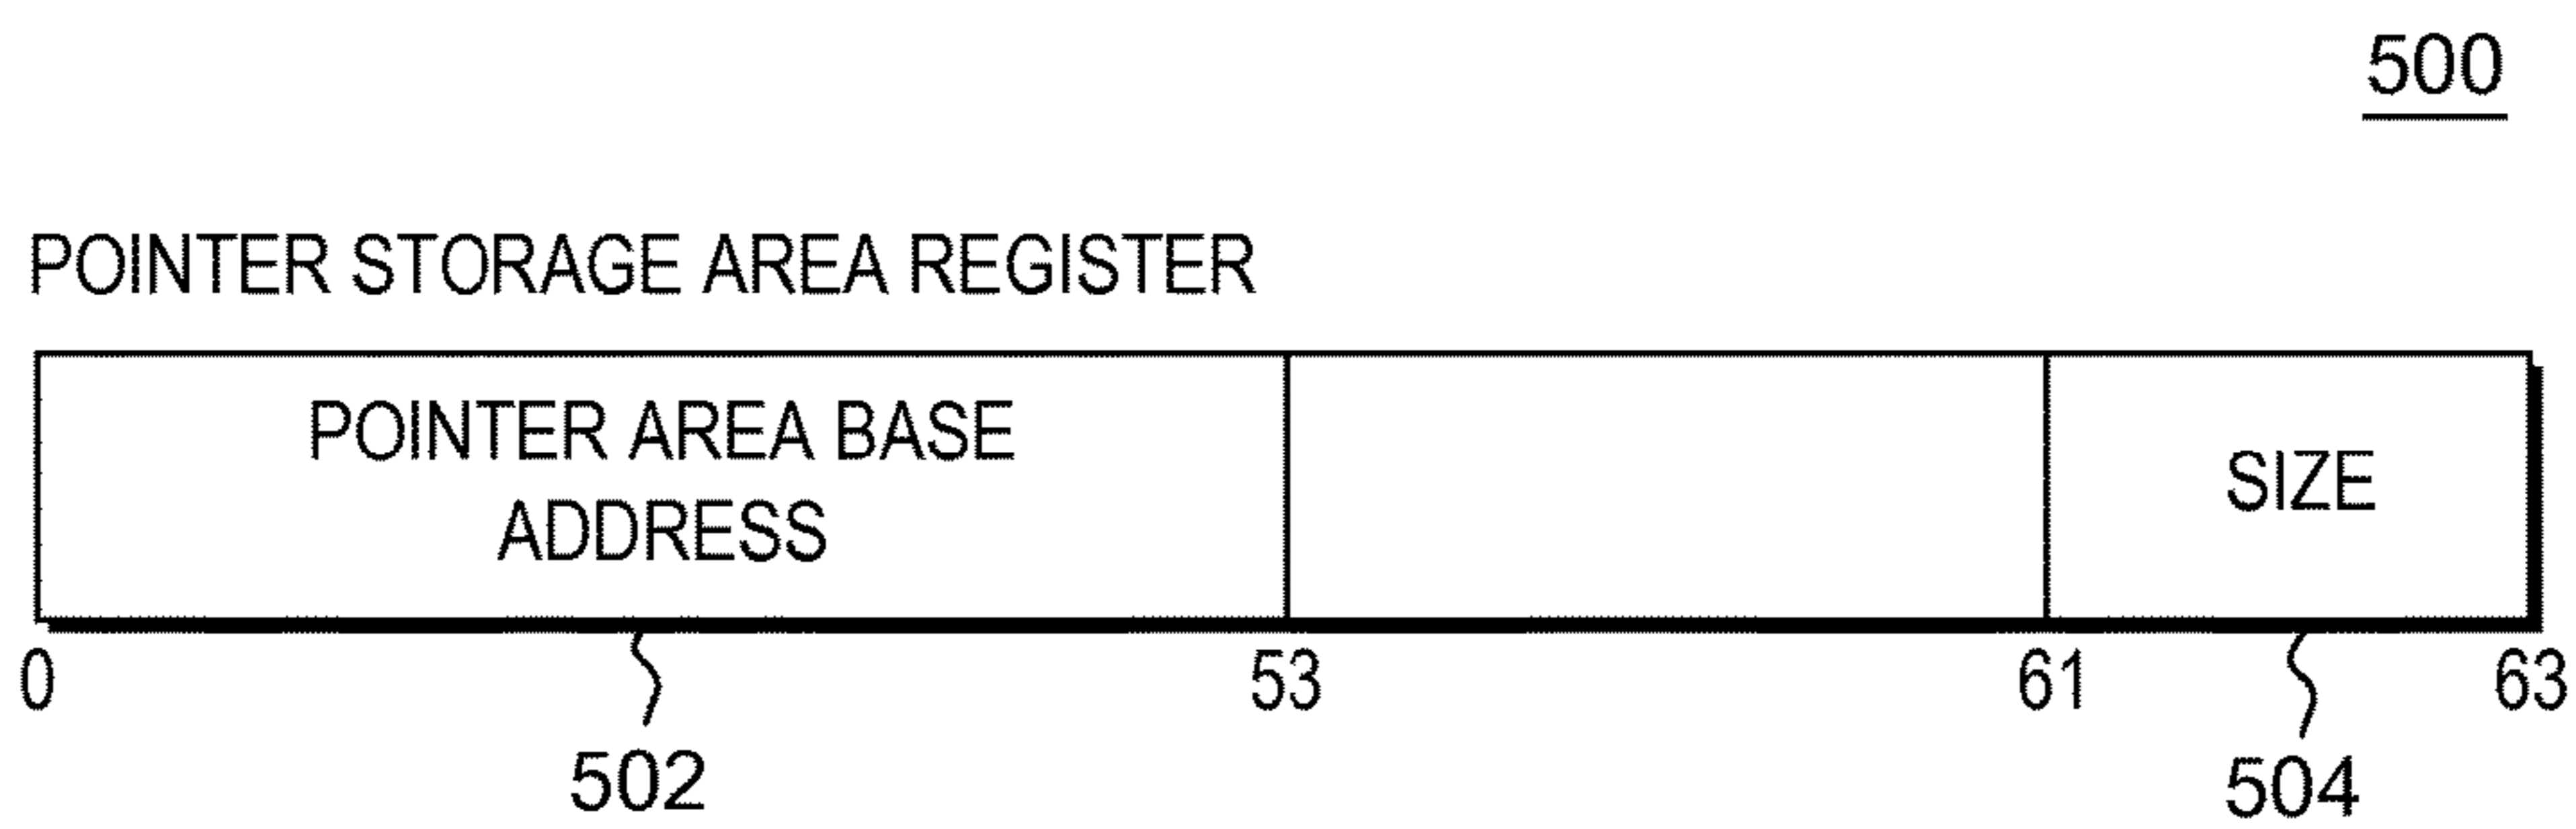 500
POINTER STORAGE AREA REGISTER
POINTER AREA BASE
ADDRESS
SIZE
0 53 61 63
502 504